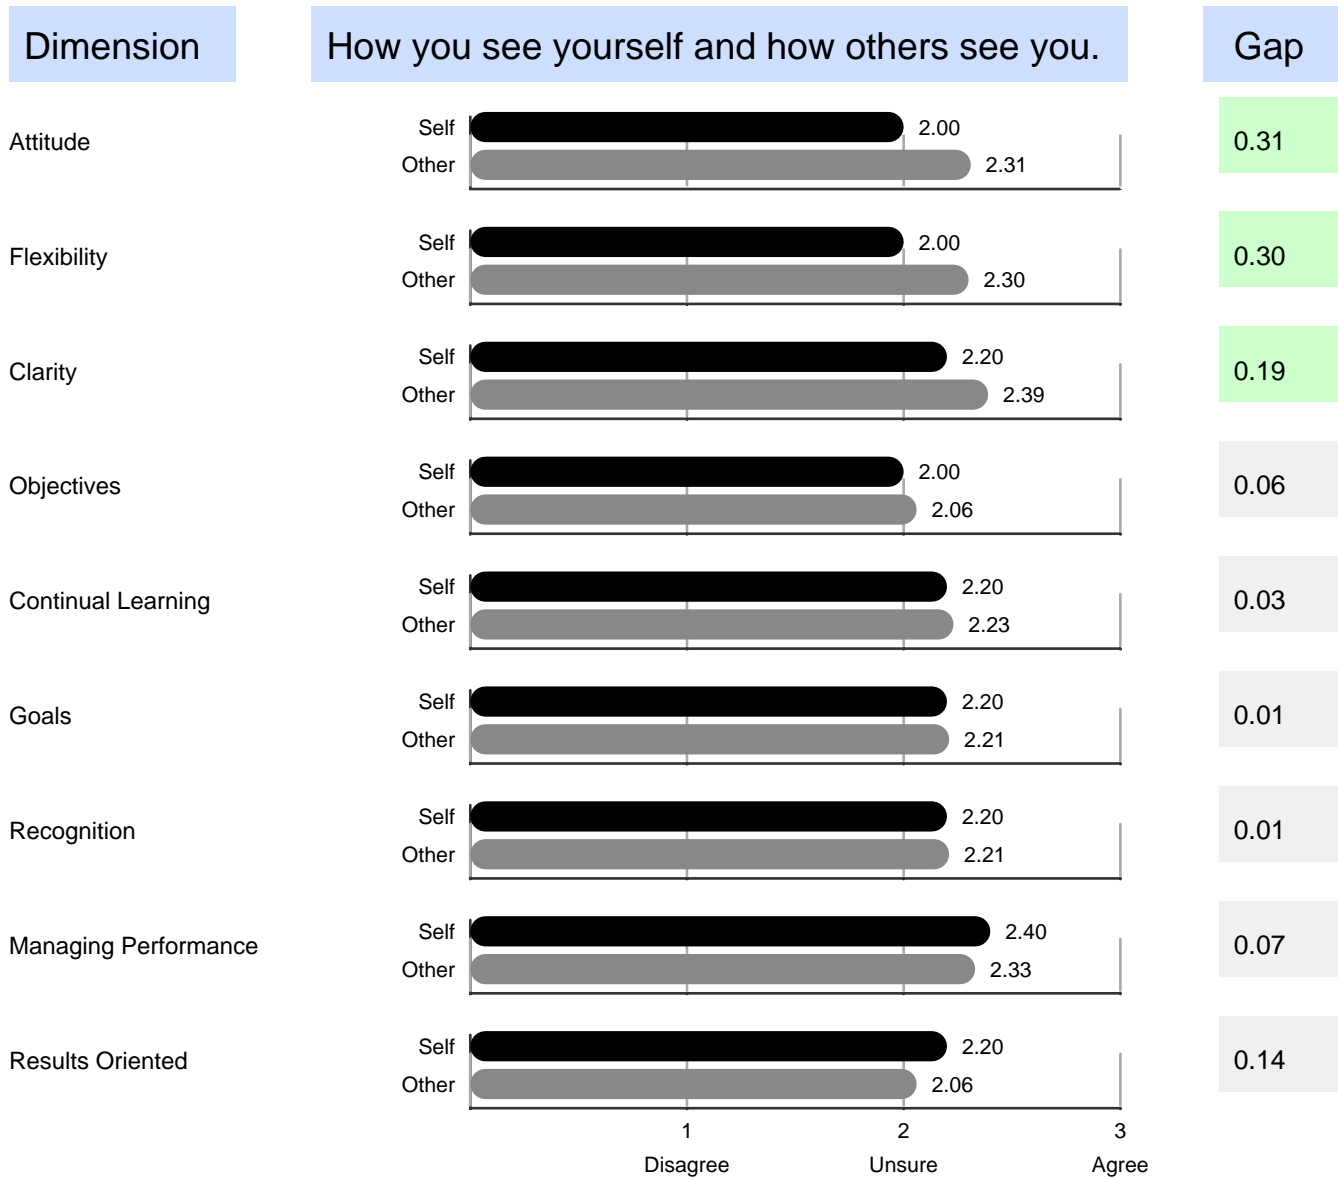 Dimension
How you see yourself and how others see you.
Gap
Attitude
Self
2.00
Other
2.31
0.31
Flexibility
Self
2.00
Other
2.30
0.30
Clarity
Self
2.20
Other
2.39
0.19
Objectives
Self
2.00
Other
2.06
0.06
Continual Learning
Self
2.20
Other
2.23
0.03
Goals
Self
2.20
Other
2.21
0.01
Recognition
Self
2.20
Other
2.21
0.01
Managing Performance
Self
2.40
Other
2.33
0.07
Results Oriented
Self
2.20
Other
2.06
0.14
1
2
3
Disagree
Unsure
Agree